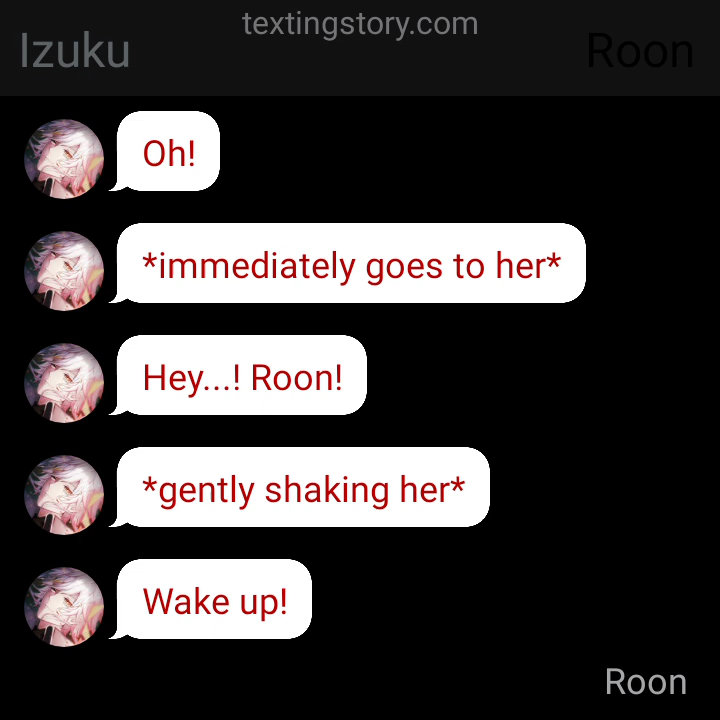 textingstory.com
Izuku
Roon
Oh!
*immediately goes to her*
Hey...! Roon!
*gently shaking her*
Wake up!
Roon